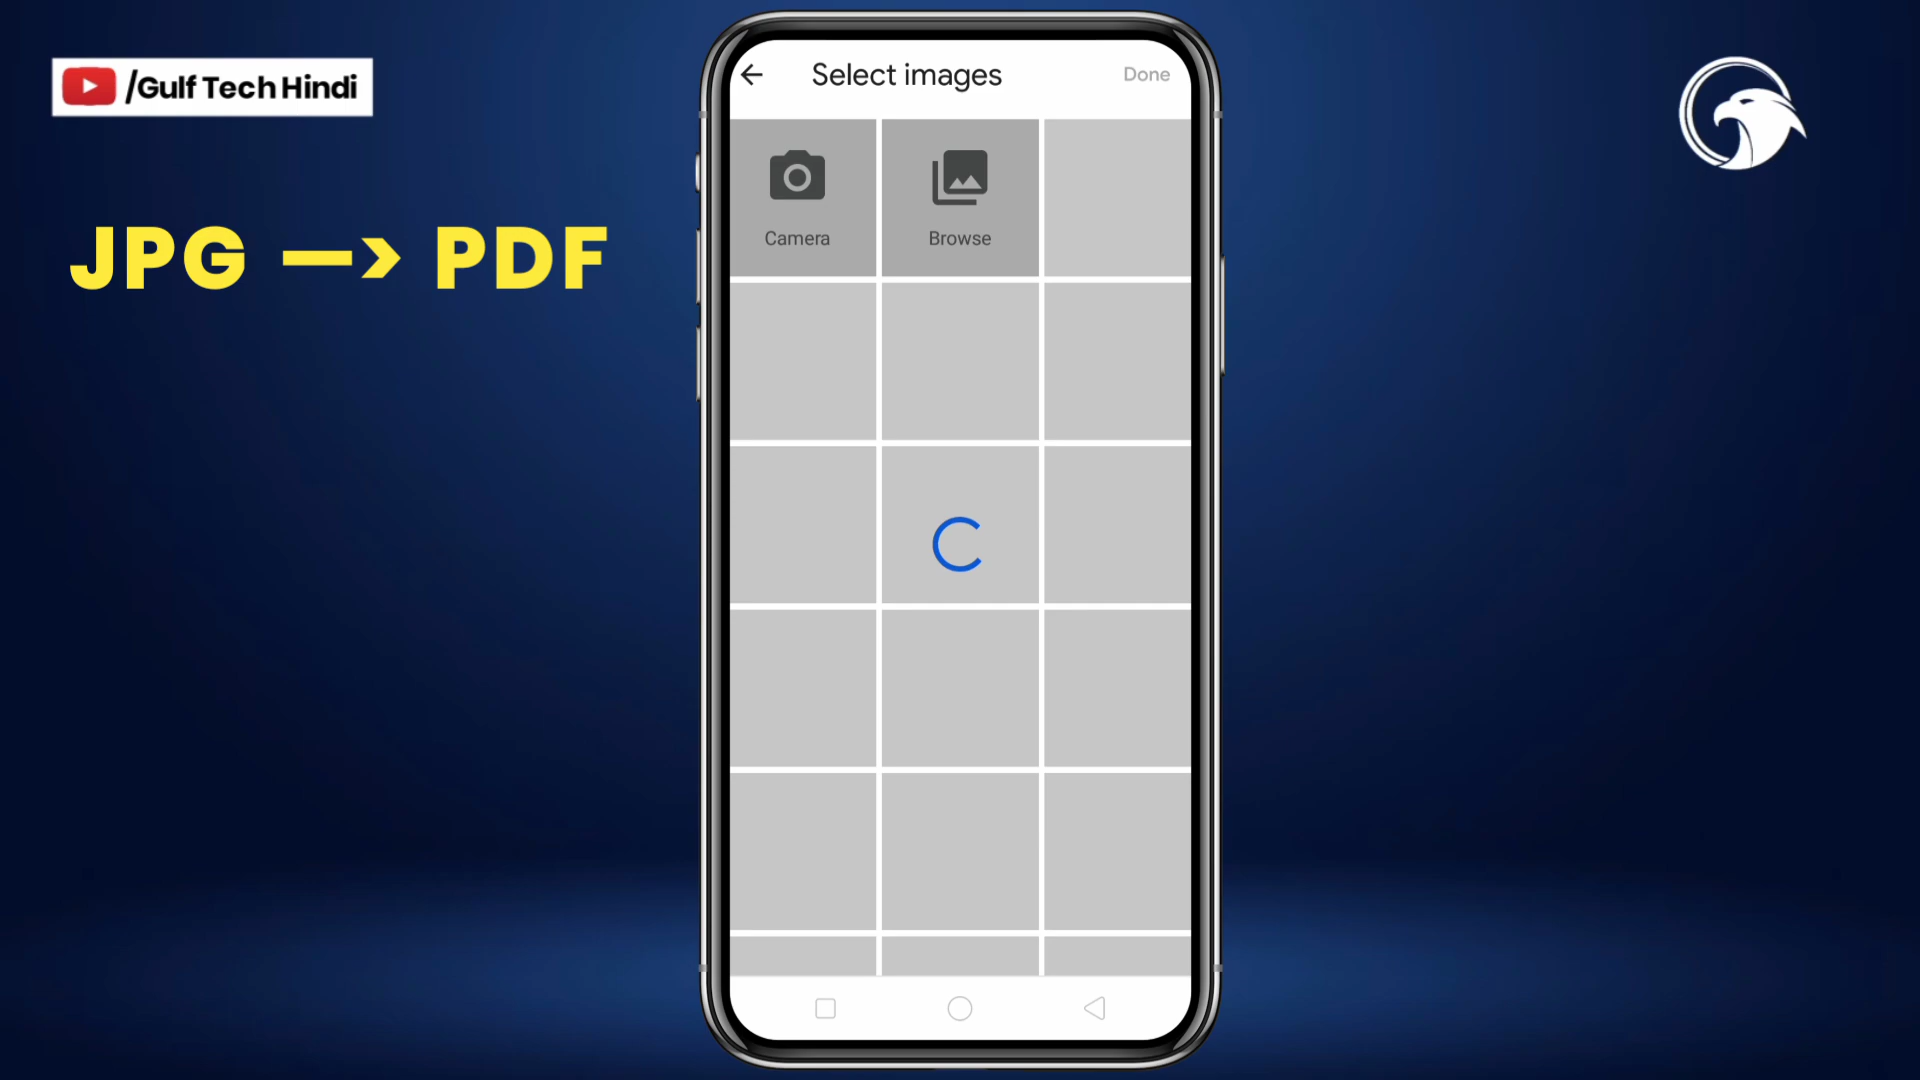 /Gulf Tech Hindi
JPG —> PDF
Select images
Done
Camera
Browse